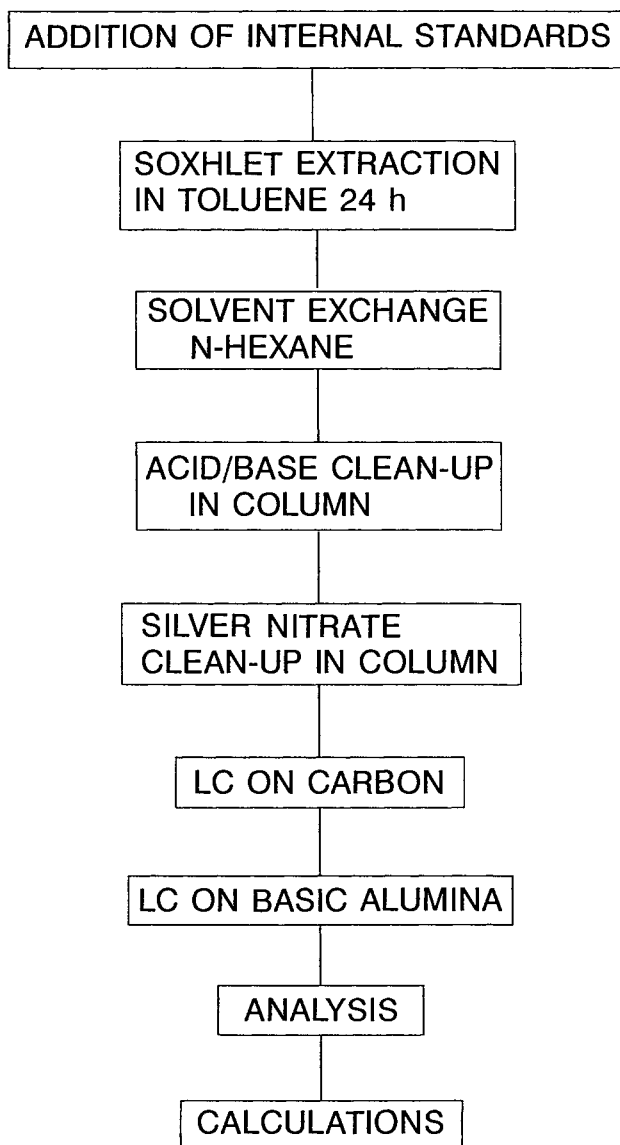 ADDITION OF INTERNAL STANDARDS
SOXHLET EXTRACTION
IN TOLUENE 24 h
SOLVENT EXCHANGE
N-HEXANE
ACID/BASE CLEAN-UP
IN COLUMN
SILVER NITRATE
CLEAN-UP IN COLUMN
LC ON CARBON
LC ON BASIC ALUMINA
ANALYSIS
CALCULATIONS